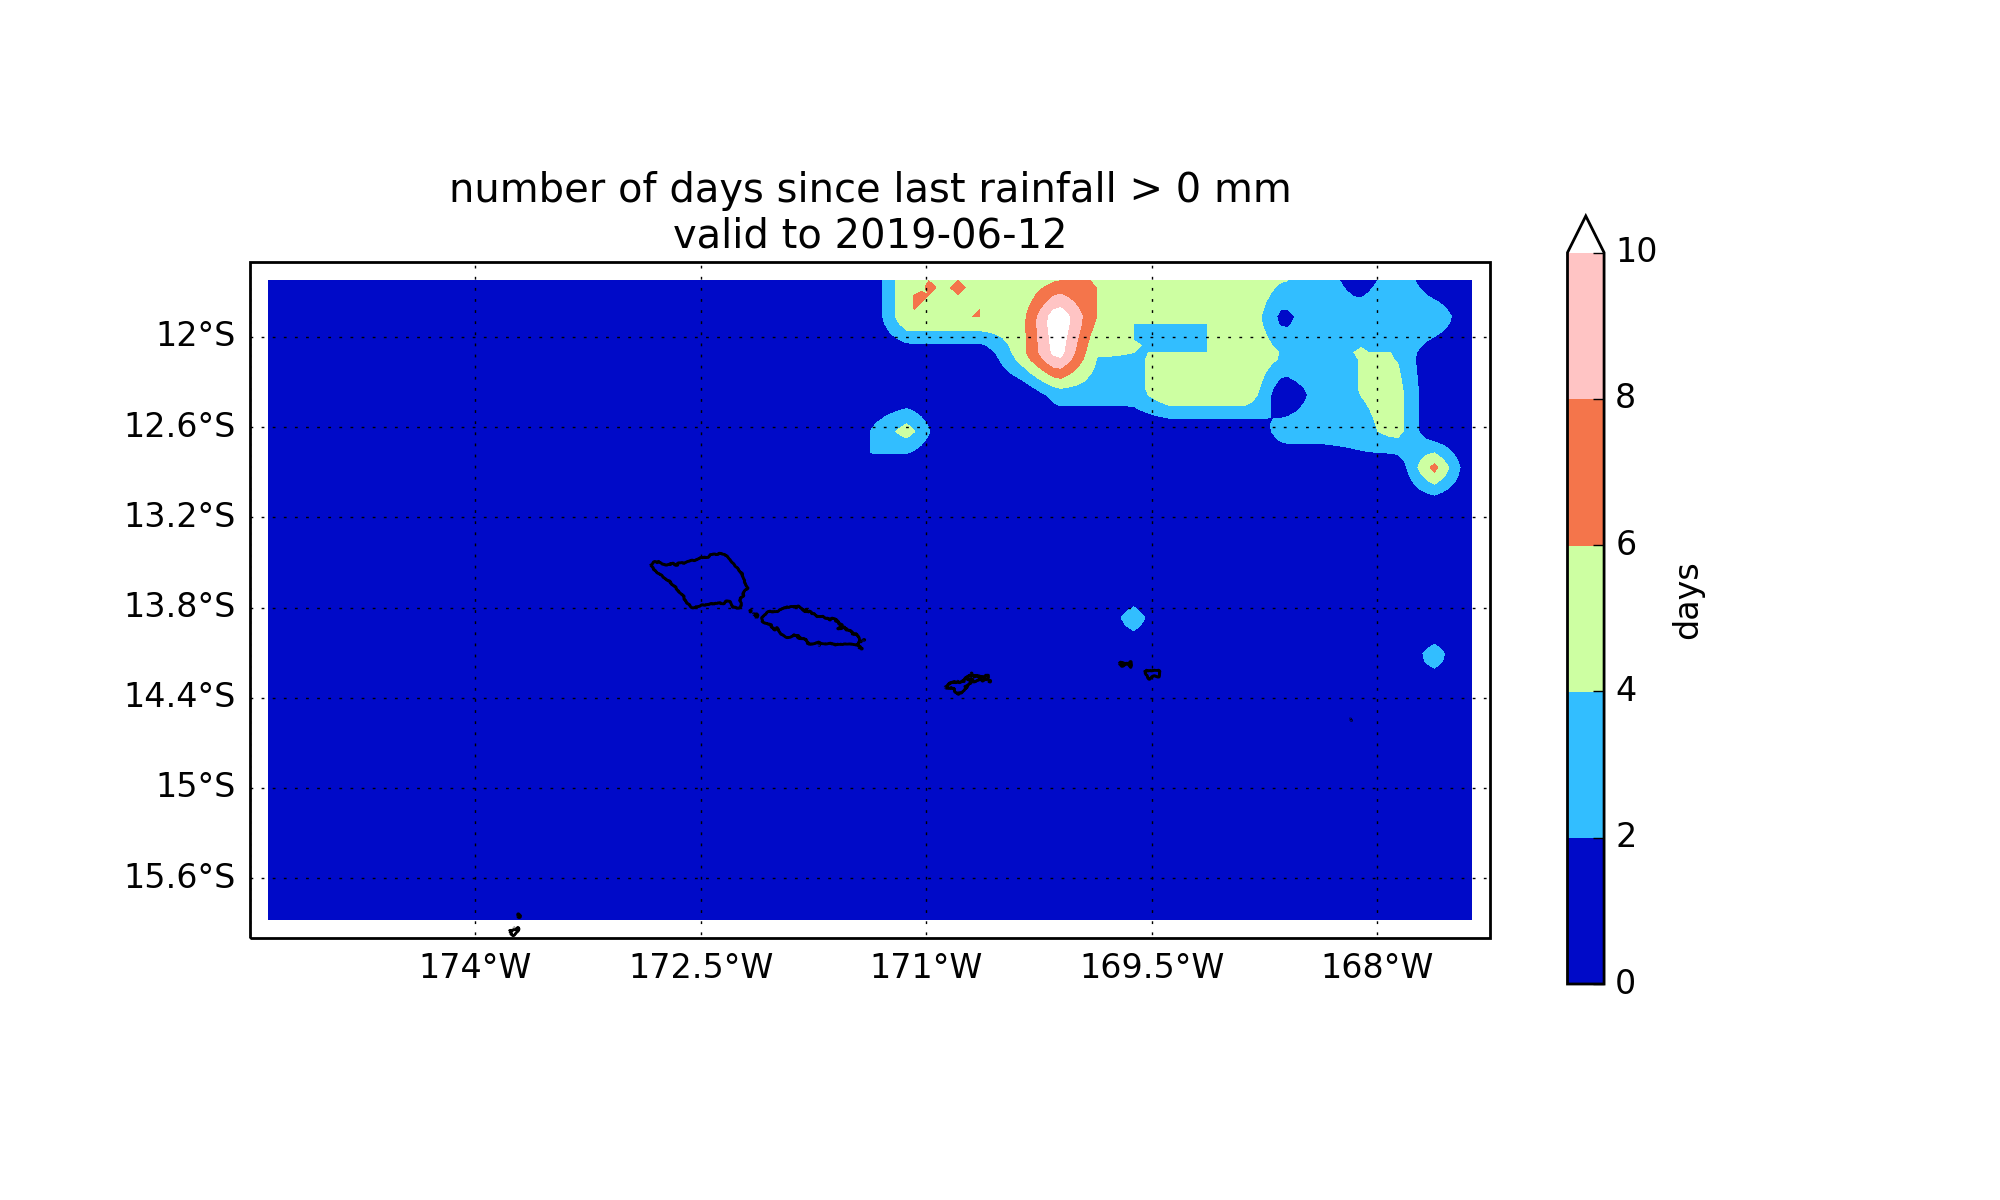 number of days since last rainfall > 0 mm
valid to 2019-06-12
12°S
12.6°S
13.2°S
13.8°S
14.4°S
15°S
15.6°S
174°W 172.5°W 171°W 169.5°W 168°W
10
8
6
4
2
0
days